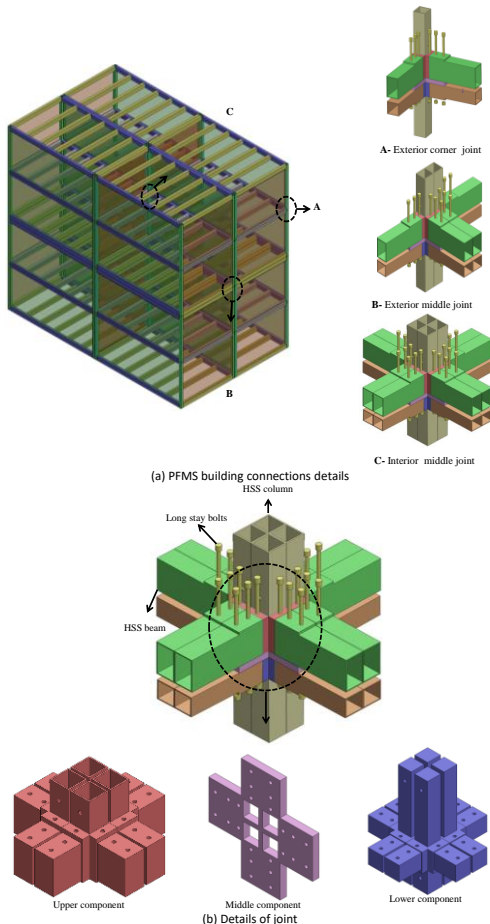 C
A
A- Exterior corner joint
B- Exterior middle joint
B
C- Interior middle joint
(a) PFMS building connections details
HSS column
Long stay bolts
HSS beam
Upper component
Middle component
Lower component
(b) Details of joint